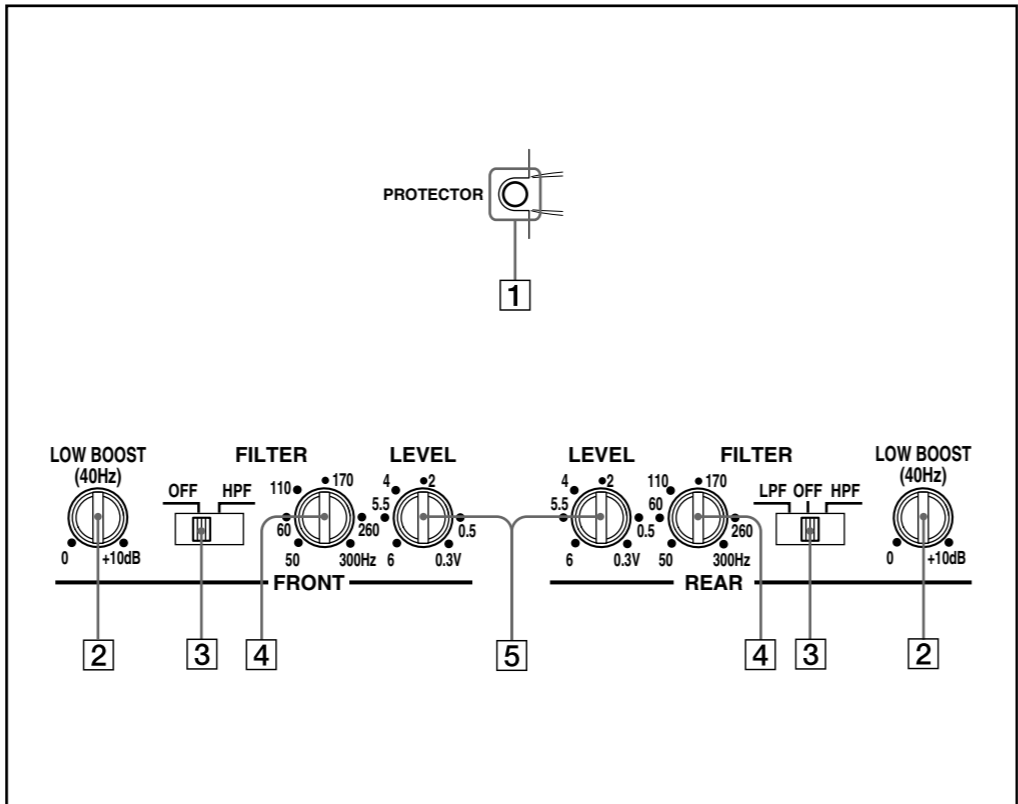 PROTECTOR
1
LOW BOOST
(40Hz)
0
+10dB
OFF
HPF
FILTER
50
60
110
170
260
300Hz
LEVEL
6
5.5
4
2
0.5
0.3V
FRONT
LEVEL
6
5.5
4
2
0.5
0.3V
FILTER
50
60
110
170
260
300Hz
LPF OFF HPF
LOW BOOST
(40Hz)
0
+10dB
REAR
2
3
4
5
4
3
2